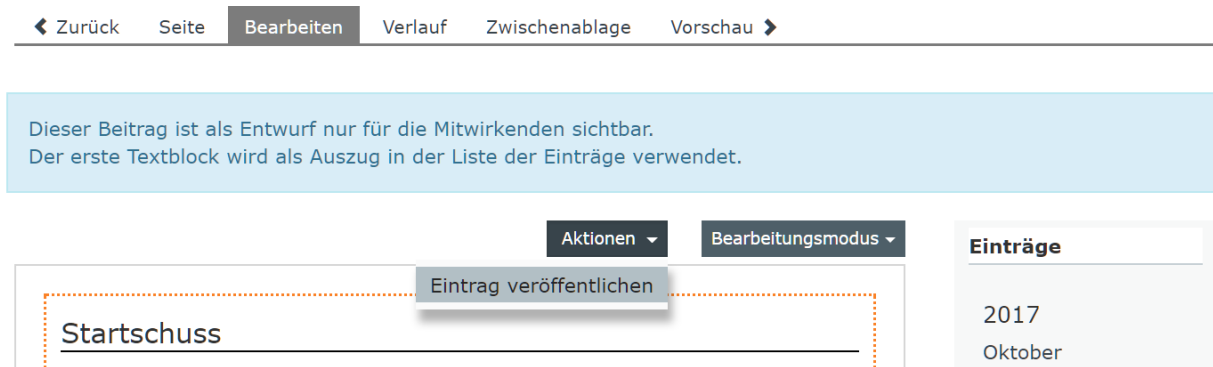 Zurück Seite Bearbeiten Verlauf Zwischenablage Vorschau
Dieser Beitrag ist als Entwurf nur für die Mitwirkenden sichtbar.
Der erste Textblock wird als Auszug in der Liste der Einträge verwendet.
Aktionen Bearbeitungsmodus
Einträge
Eintrag veröffentlichen
Startschuss
2017
Oktober